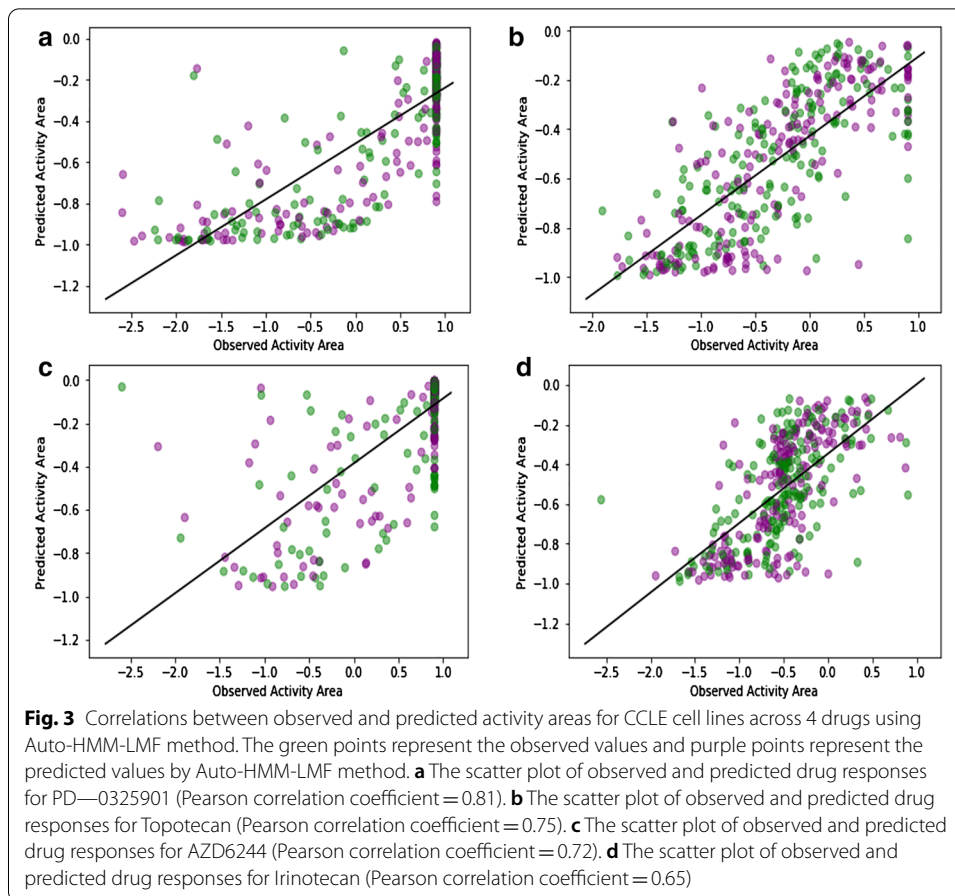 a
0.0
−0.2
−0.4
−0.6
−0.8
−1.0
−1.2
Predicted Activity Area
−2.5 −2.0 −1.5 −1.0 −0.5 0.0 0.5 1.0
Observed Activity Area
b
0.0
−0.2
−0.4
−0.6
−0.8
−1.0
Predicted Activity Area
−2.0 −1.5 −1.0 −0.5 0.0 0.5 1.0
Observed Activity Area
c
0.0
−0.2
−0.4
−0.6
−0.8
−1.0
−1.2
Predicted Activity Area
−2.5 −2.0 −1.5 −1.0 −0.5 0.0 0.5 1.0
Observed Activity Area
d
0.0
−0.2
−0.4
−0.6
−0.8
−1.0
−1.2
Predicted Activity Area
−2.5 −2.0 −1.5 −1.0 −0.5 0.0 0.5 1.0
Observed Activity Area
Fig. 3 Correlations between observed and predicted activity areas for CCLE cell lines across 4 drugs using
Auto-HMM-LMF method. The green points represent the observed values and purple points represent the
predicted values by Auto-HMM-LMF method. a The scatter plot of observed and predicted drug responses
for PD—0325901 (Pearson correlation coefficient = 0.81). b The scatter plot of observed and predicted drug
responses for Topotecan (Pearson correlation coefficient = 0.75). c The scatter plot of observed and predicted
drug responses for AZD6244 (Pearson correlation coefficient = 0.72). d The scatter plot of observed and
predicted drug responses for Irinotecan (Pearson correlation coefficient = 0.65)